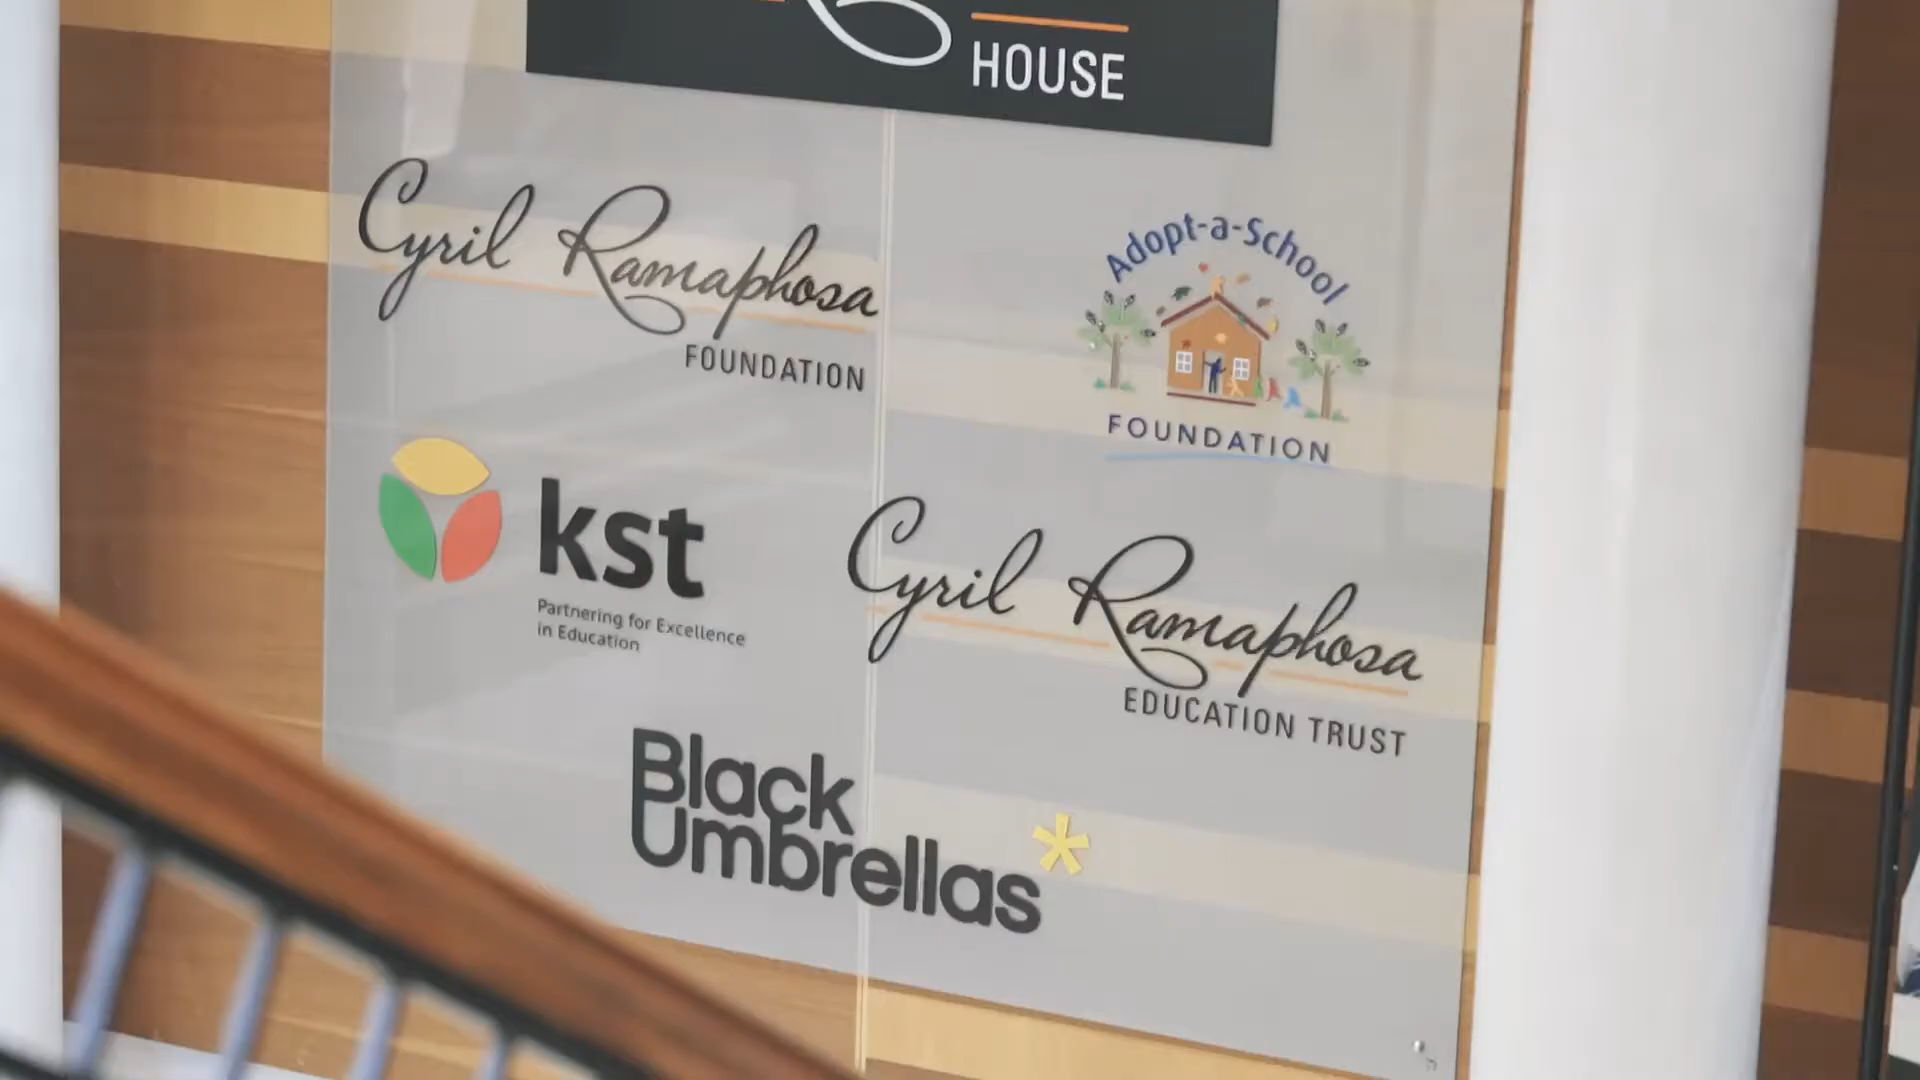 HOUSE
Cyril Ramaphosa
FOUNDATION
Adopt-a-School
FOUNDATION
kst
Partnering for Excellence
in Education
Cyril Ramaphosa
EDUCATION TRUST
Black
Umbrellas*